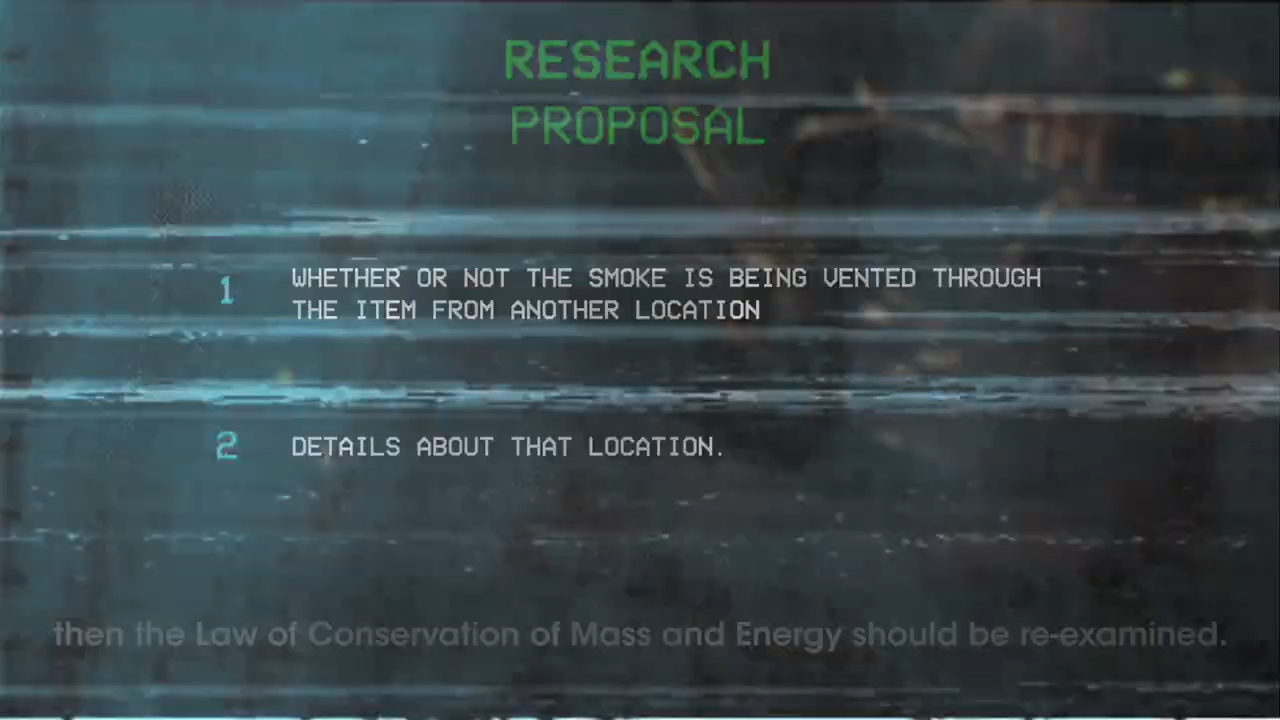 RESEARCH
PROPOSAL
1 WHETHER OR NOT THE SMOKE IS BEING VENTED THROUGH
THE ITEM FROM ANOTHER LOCATION
2 DETAILS ABOUT THAT LOCATION.
then the Law of Conservation of Mass and Energy should be re-examined.